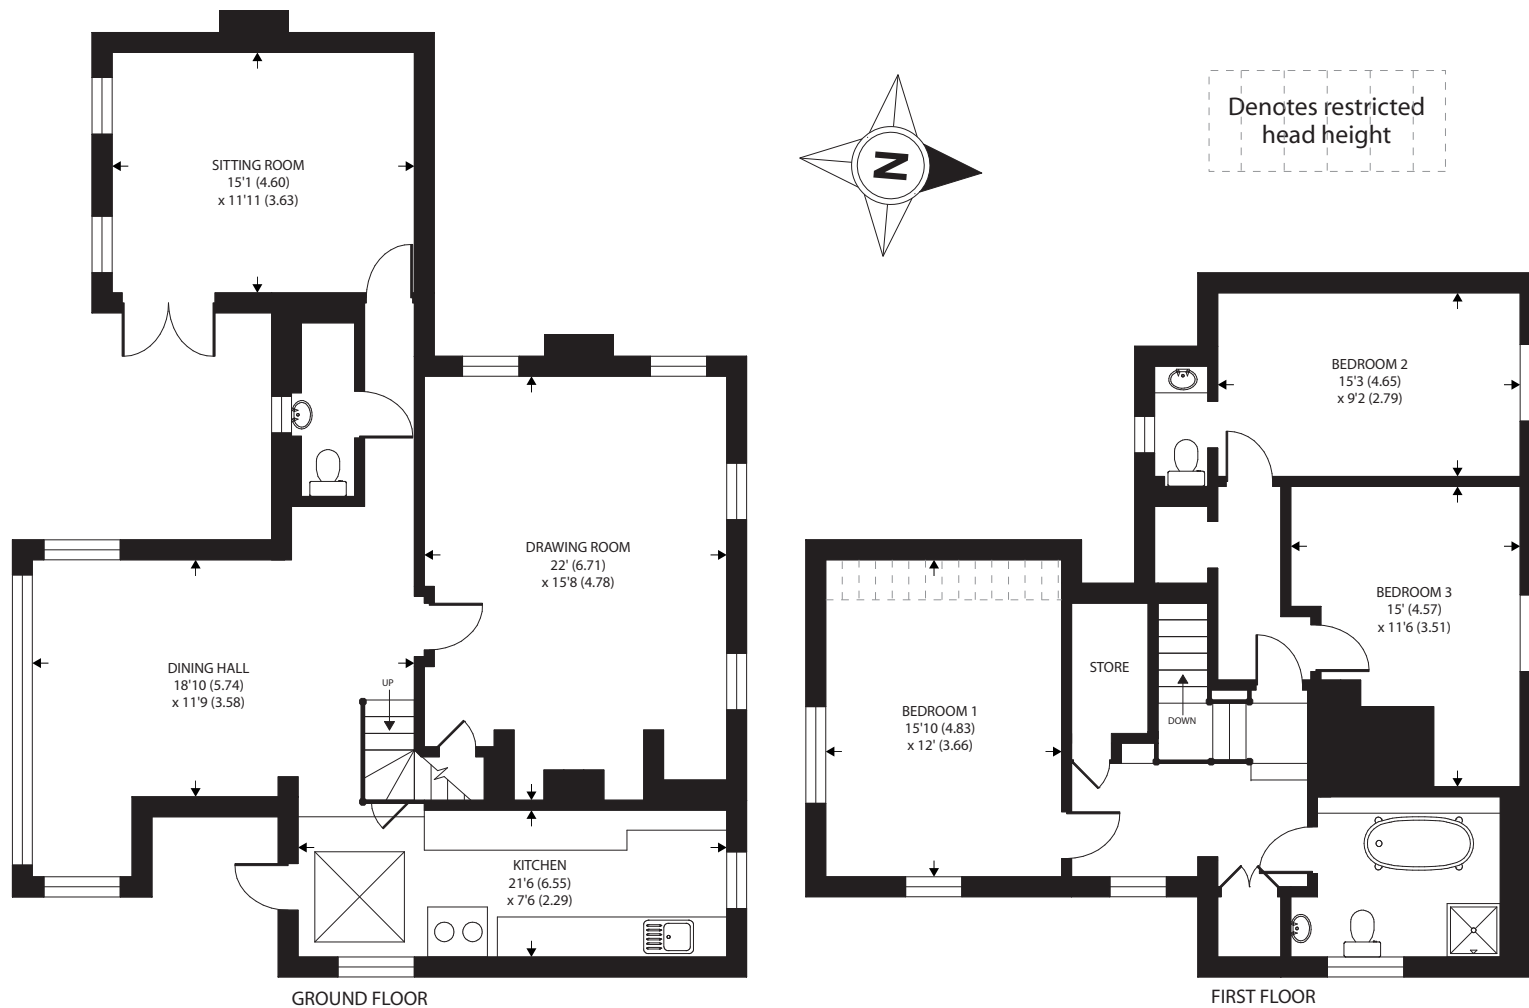 SITTING ROOM
15'1 (4.60)
x 11'11 (3.63)
N
Denotes restricted
head height
DRAWING ROOM
22' (6.71)
x 15'8 (4.78)
DINING HALL
18'10 (5.74)
x 11'9 (3.58)
UP
KITCHEN
21'6 (6.55)
x 7'6 (2.29)
GROUND FLOOR
BEDROOM 2
15'3 (4.65)
x 9'2 (2.79)
BEDROOM 3
15' (4.57)
x 11'6 (3.51)
STORE
BEDROOM 1
15'10 (4.83)
x 12' (3.66)
DOWN
FIRST FLOOR